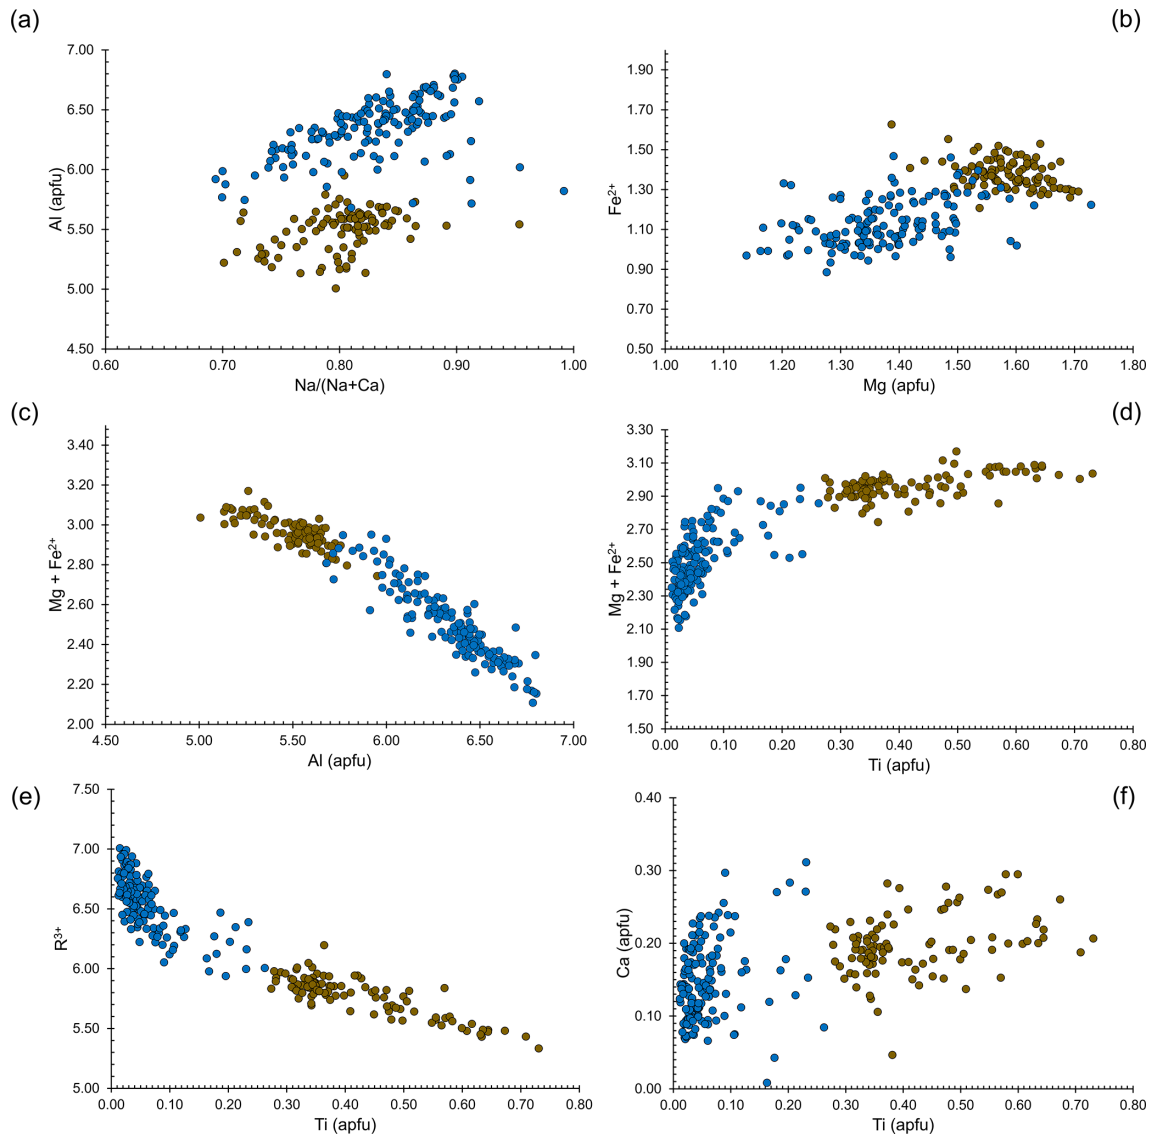 (a)
7.00
6.50
6.00
5.50
5.00
4.50
Al (apfu)
0.60 0.70 0.80 0.90 1.00
Na/(Na+Ca)
(b)
1.90
1.70
1.50
1.30
1.10
0.90
0.70
0.50
Fe²⁺
1.00 1.10 1.20 1.30 1.40 1.50 1.60 1.70 1.80
Mg (apfu)
(c)
3.40
3.20
3.00
2.80
2.60
2.40
2.20
2.00
Mg + Fe²⁺
4.50 5.00 5.50 6.00 6.50 7.00
Al (apfu)
(d)
3.30
3.10
2.90
2.70
2.50
2.30
2.10
1.90
1.70
1.50
Mg + Fe²⁺
0.00 0.10 0.20 0.30 0.40 0.50 0.60 0.70 0.80
Ti (apfu)
(e)
7.50
7.00
6.50
6.00
5.50
5.00
R³⁺
0.00 0.10 0.20 0.30 0.40 0.50 0.60 0.70 0.80
Ti (apfu)
(f)
0.40
0.30
0.20
0.10
0.00
Ca (apfu)
0.00 0.10 0.20 0.30 0.40 0.50 0.60 0.70 0.80
Ti (apfu)